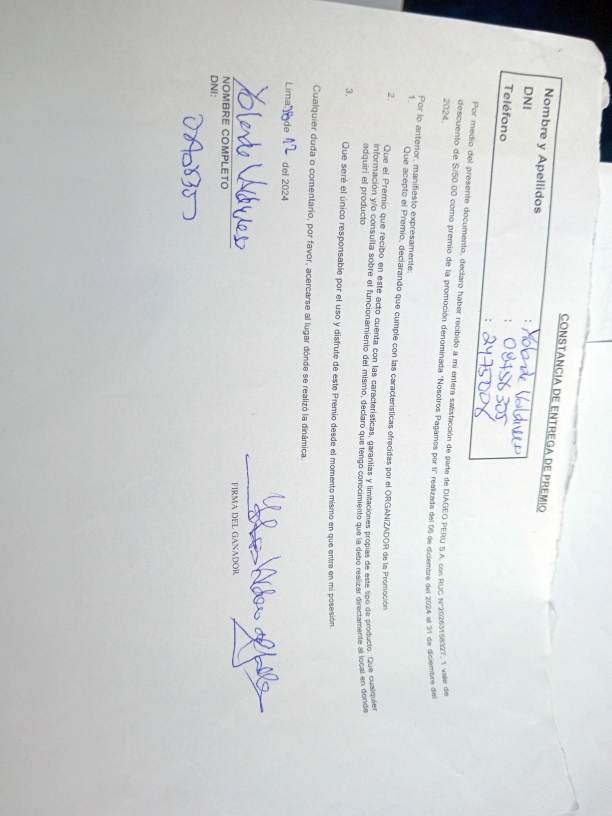 CONSTANCIA DE ENTREGA DE PREMIO
Nombre y Apellidos : Yolanda Valdivieso
DNI : 08458305
Teléfono : 2475008
Por medio del presente documento, declaro haber recibido a mi entera satisfacción de parte de DIAGEO PERU S.A. con RUC N°20263158327, 1 vale de
descuento de S/50.00 como premio de la promoción denominada "Nosotros Pagamos por ti" realizada del 06 de diciembre del 2024 al 31 de diciembre del
2024.
Por lo anterior, manifiesto expresamente:
1. Que acepto el Premio, declarando que cumple con las características ofrecidas por el ORGANIZADOR de la Promoción
2. Que el Premio que recibo en este acto cuenta con las características, garantías y limitaciones propias de este tipo de producto. Que cualquier
información y/o consulta sobre el funcionamiento del mismo, declaro que tengo conocimiento que la debo realizar directamente al local en donde
adquirí el producto
3. Que seré el único responsable por el uso y disfrute de este Premio desde el momento mismo en que entre en mi posesión.
Cualquier duda o comentario, por favor, acercarse al lugar donde se realizó la dinámica.
Lima, de 12 del 2024
Valdivieso
NOMBRE COMPLETO
DNI:
FIRMA DEL GANADOR